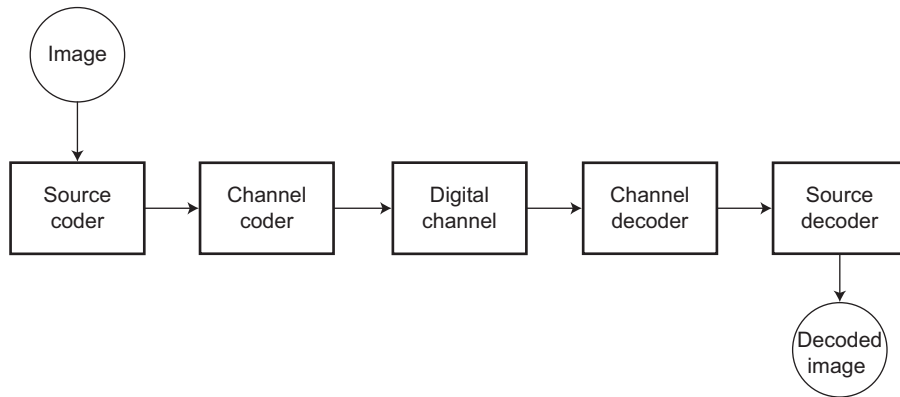 Image
Source
coder
Channel
coder
Digital
channel
Channel
decoder
Source
decoder
Decoded
image